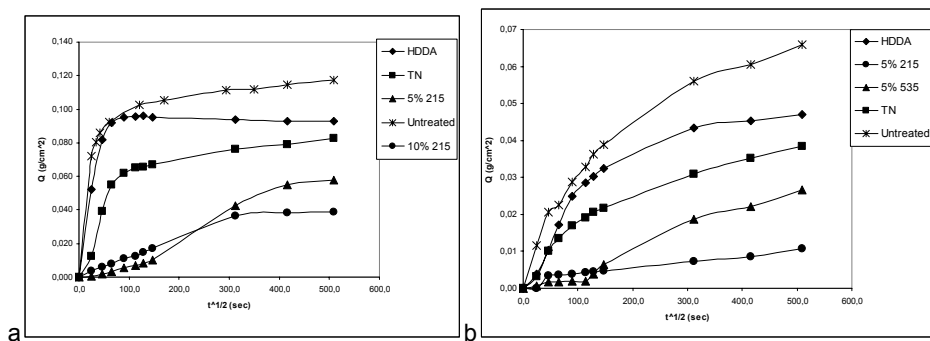 0,140
0,120
0,100
0,080
0,060
0,040
0,020
0,000
Q (g/cm^2)
0,0 100,0 200,0 300,0 400,0 500,0 600,0
t^1/2 (sec)
HDDA
TN
5% 215
Untreated
10% 215
a
0,07
0,06
0,05
0,04
0,03
0,02
0,01
0,00
Q (g/cm^2)
0,0 100,0 200,0 300,0 400,0 500,0 600,0
t^1/2 (sec)
HDDA
5% 215
5% 535
TN
Untreated
b